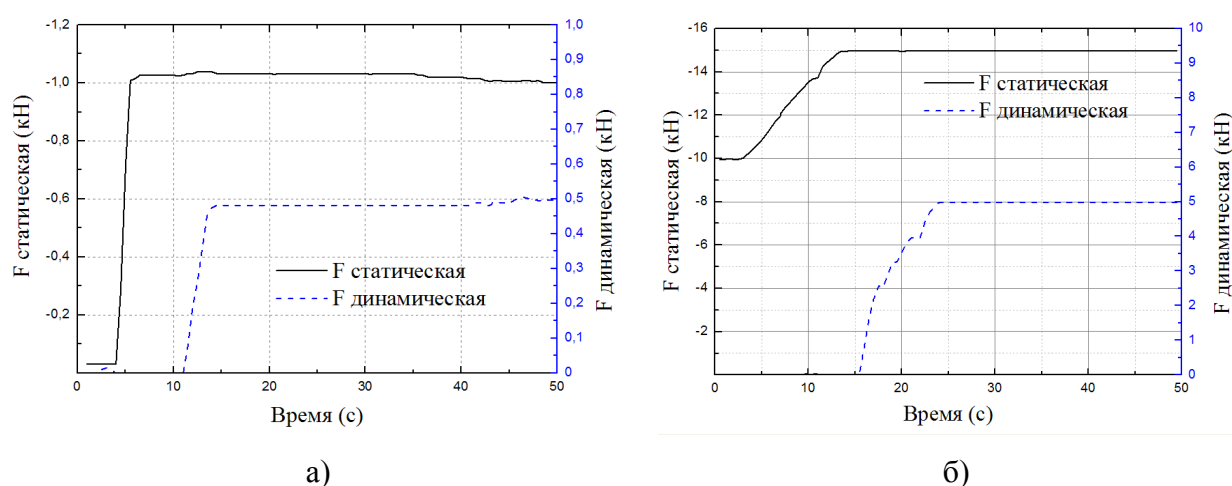 -1,2
-1,0
-0,8
-0,6
-0,4
-0,2
F статическая (кН)
1,0
0,9
0,8
0,7
0,6
0,5
0,4
0,3
0,2
0,1
0
F динамическая (кН)
F статическая
F динамическая
0 10 20 30 40 50
Время (с)
а)
-16
-15
-14
-12
-10
-8
-6
-4
-2
F статическая (кН)
10
9
8
7
6
5
4
3
2
1
0
F динамическая (кН)
F статическая
F динамическая
0 10 20 30 40 50
Время (с)
б)